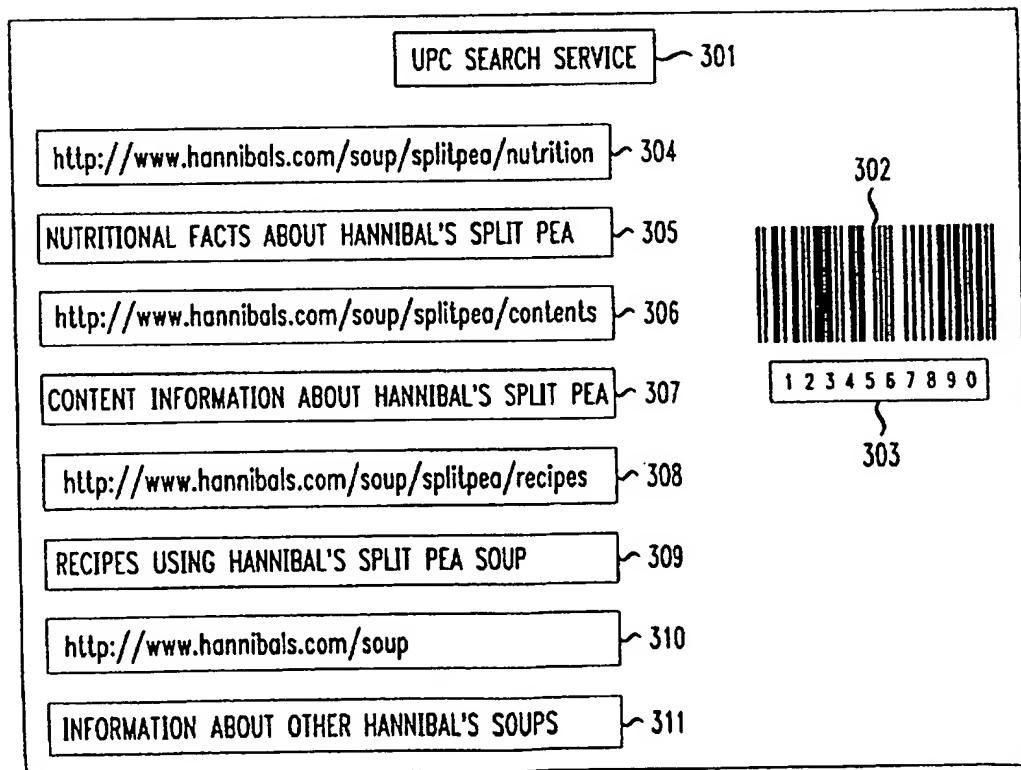 UPC SEARCH SERVICE 301
http://www.hannibals.com/soup/splitpea/nutrition 304
302
NUTRITIONAL FACTS ABOUT HANNIBAL'S SPLIT PEA 305
http://www.hannibals.com/soup/splitpea/contents 306
1 2 3 4 5 6 7 8 9 0
CONTENT INFORMATION ABOUT HANNIBAL'S SPLIT PEA 307
303
http://www.hannibals.com/soup/splitpea/recipes 308
RECIPES USING HANNIBAL'S SPLIT PEA SOUP 309
http://www.hannibals.com/soup 310
INFORMATION ABOUT OTHER HANNIBAL'S SOUPS 311